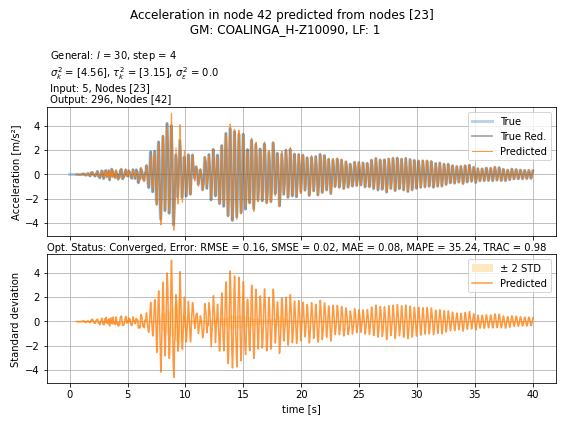 Acceleration in node 42 predicted from nodes [23]
GM: COALINGA_H-Z10090, LF: 1
General: l = 30, step = 4
σ²ₖ = [4.56], τ²ₖ = [3.15], σ²ε = 0.0
Input: 5, Nodes [23]
Output: 296, Nodes [42]
Acceleration [m/s²]
4
2
0
−2
−4
True
True Red.
Predicted
Opt. Status: Converged, Error: RMSE = 0.16, SMSE = 0.02, MAE = 0.08, MAPE = 35.24, TRAC = 0.98
Standard deviation
4
2
0
−2
−4
± 2 STD
Predicted
0 5 10 15 20 25 30 35 40
time [s]